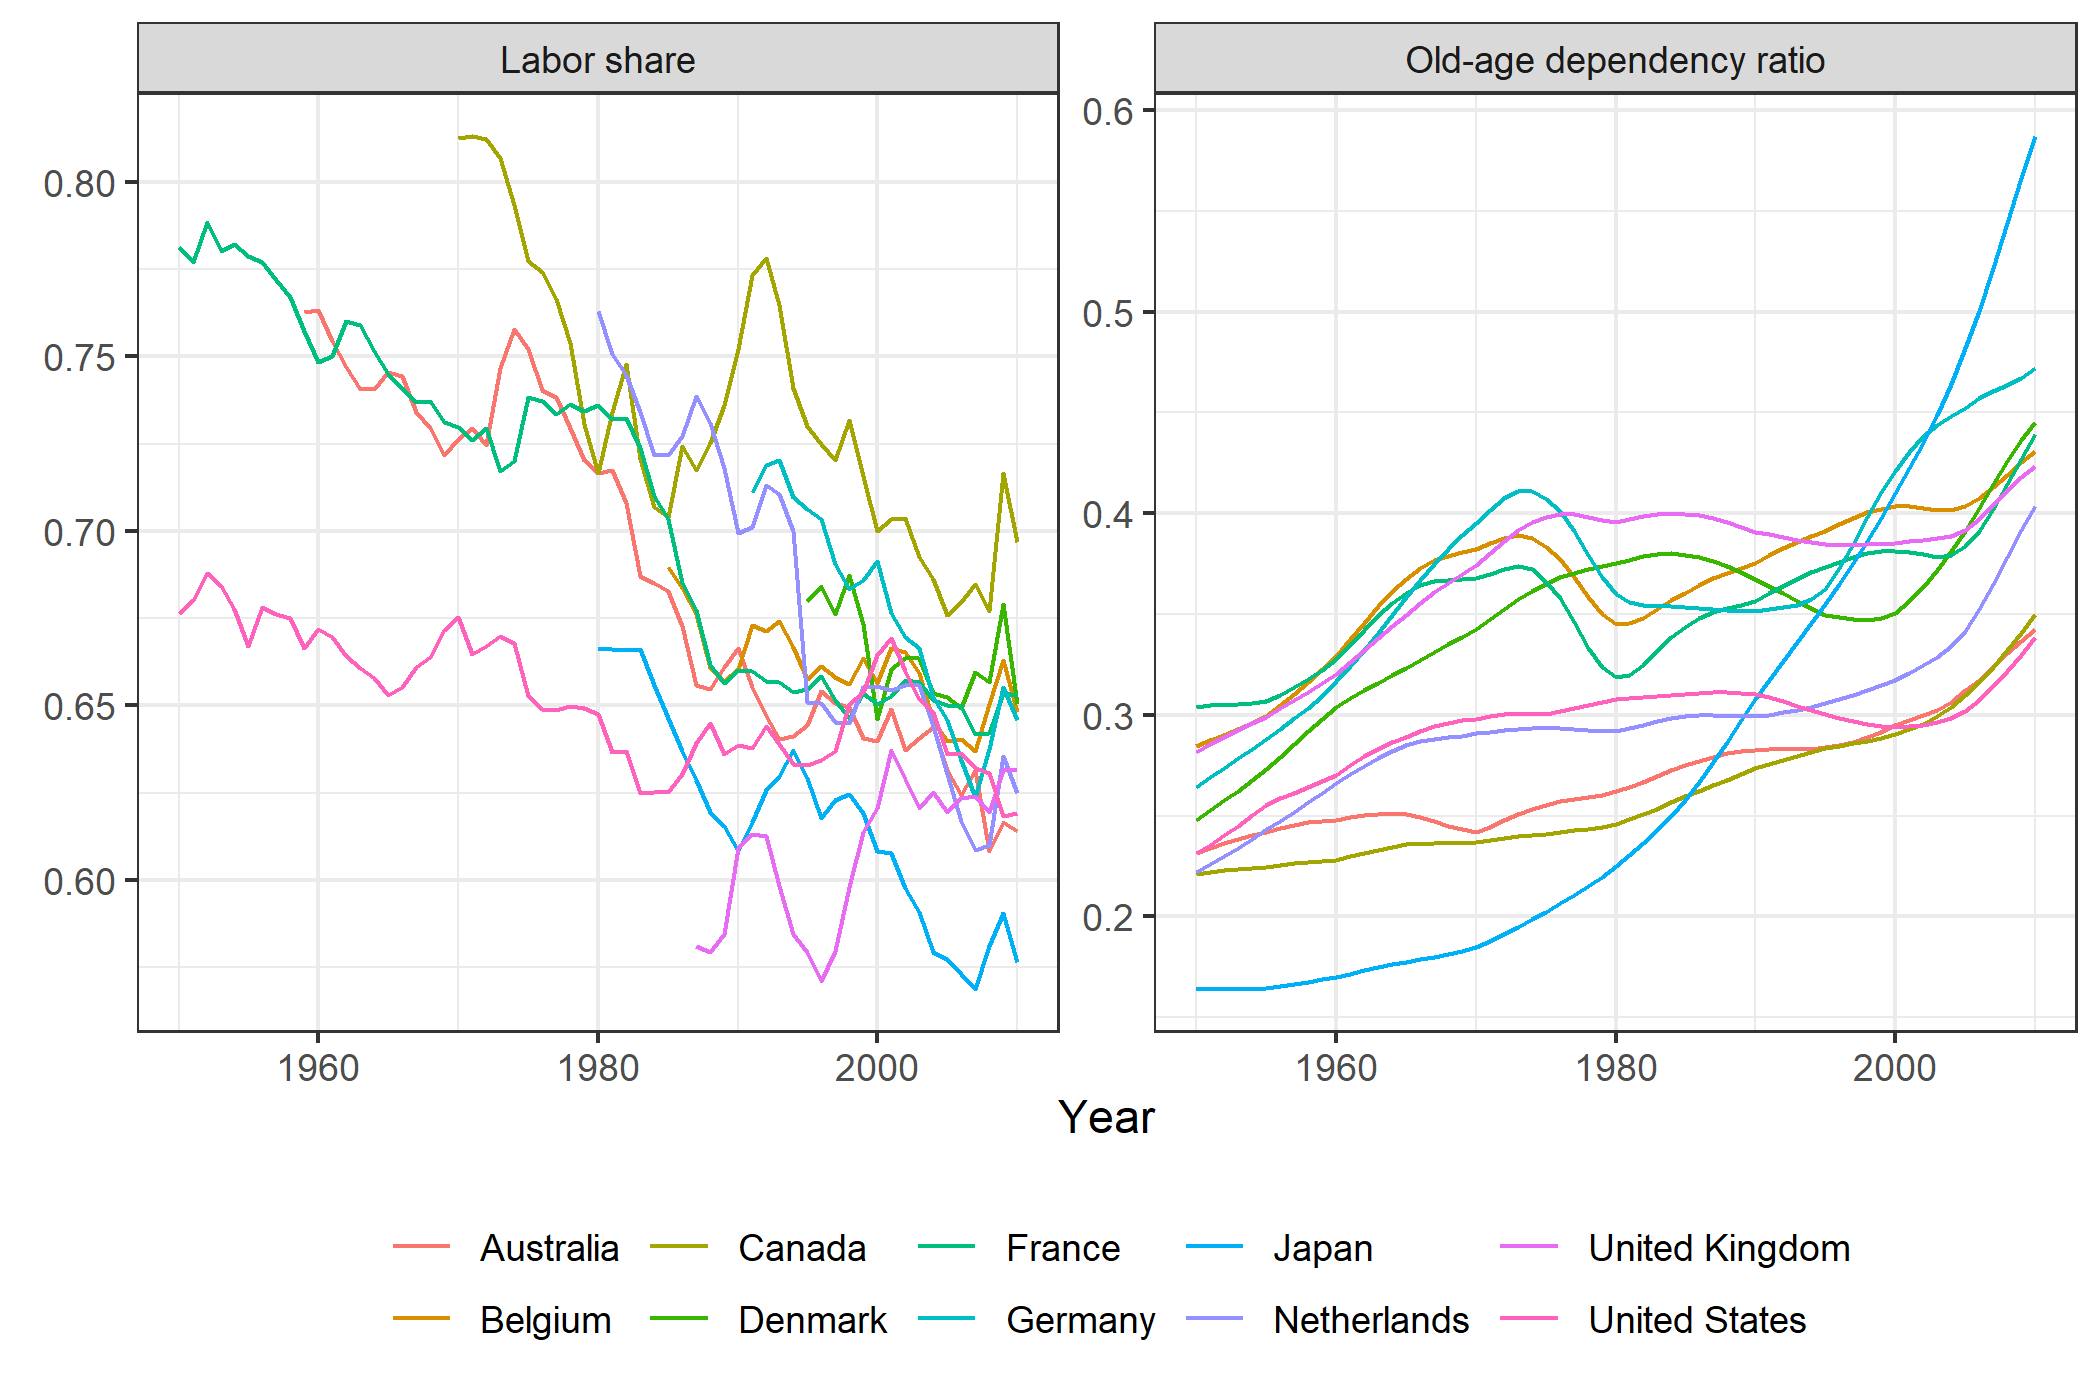 Labor share
Old-age dependency ratio
0.80
0.75
0.70
0.65
0.60
0.6
0.5
0.4
0.3
0.2
1960 1980 2000
1960 1980 2000
Year
Australia Canada France Japan United Kingdom
Belgium Denmark Germany Netherlands United States